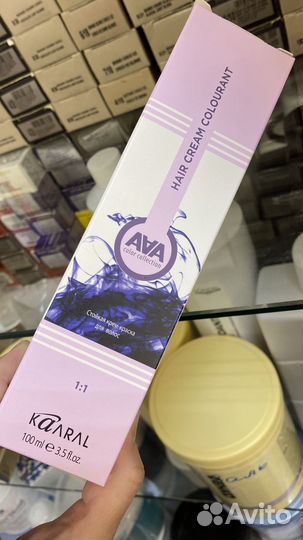 HAIR CREAM COLOURANT
AAA
color collection
Стойкая крем-краска
для волос
1:1
KAARAL
100 ml e 3.5 fl.oz.
Avito